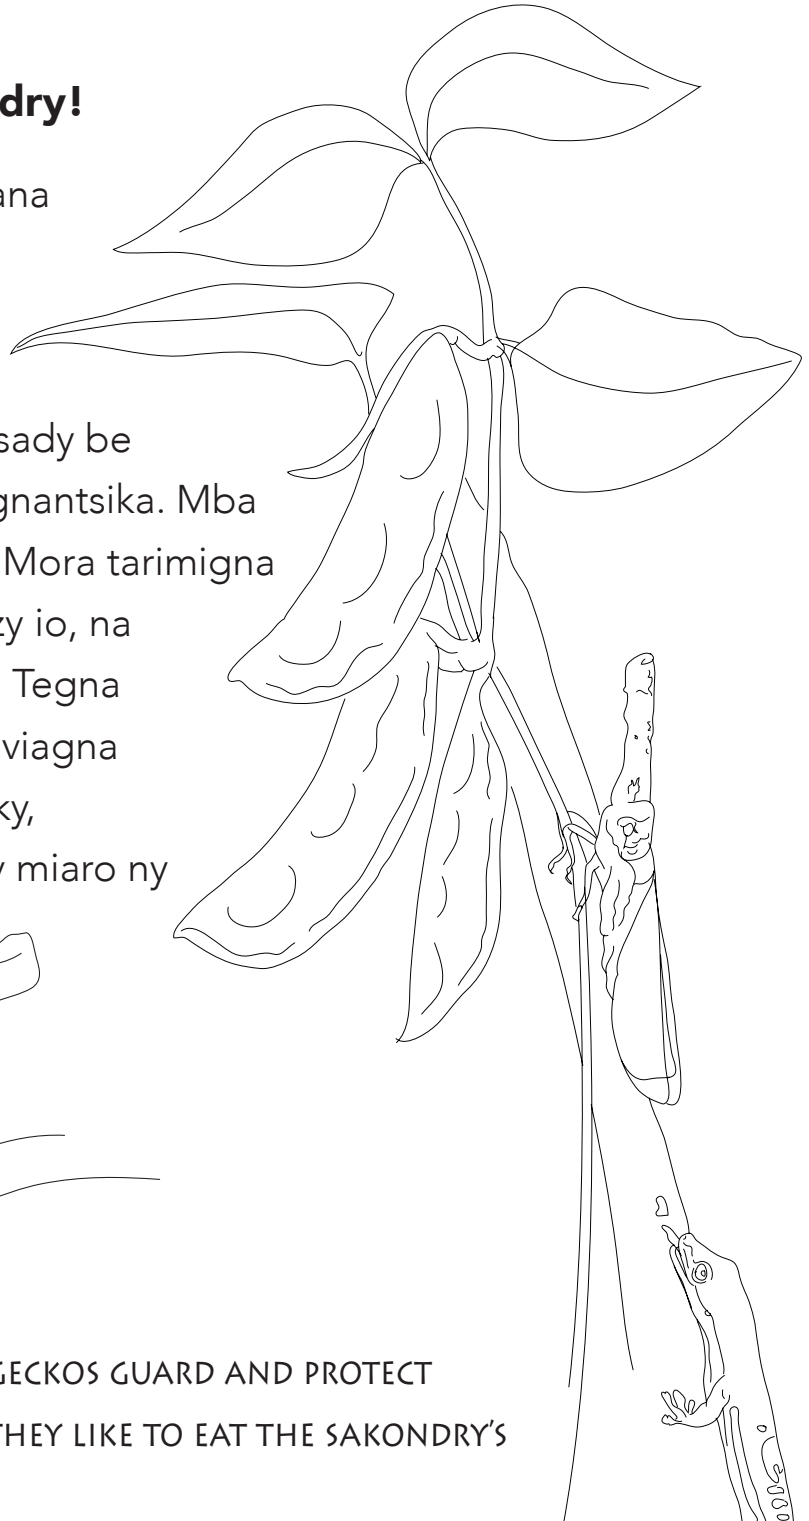 dry!
ana
sady be
gnantsika. Mba
Mora tarimigna
zy io, na
Tegna
viagna
ky,
y miaro ny
GECKOS GUARD AND PROTECT
THEY LIKE TO EAT THE SAKONDRY'S